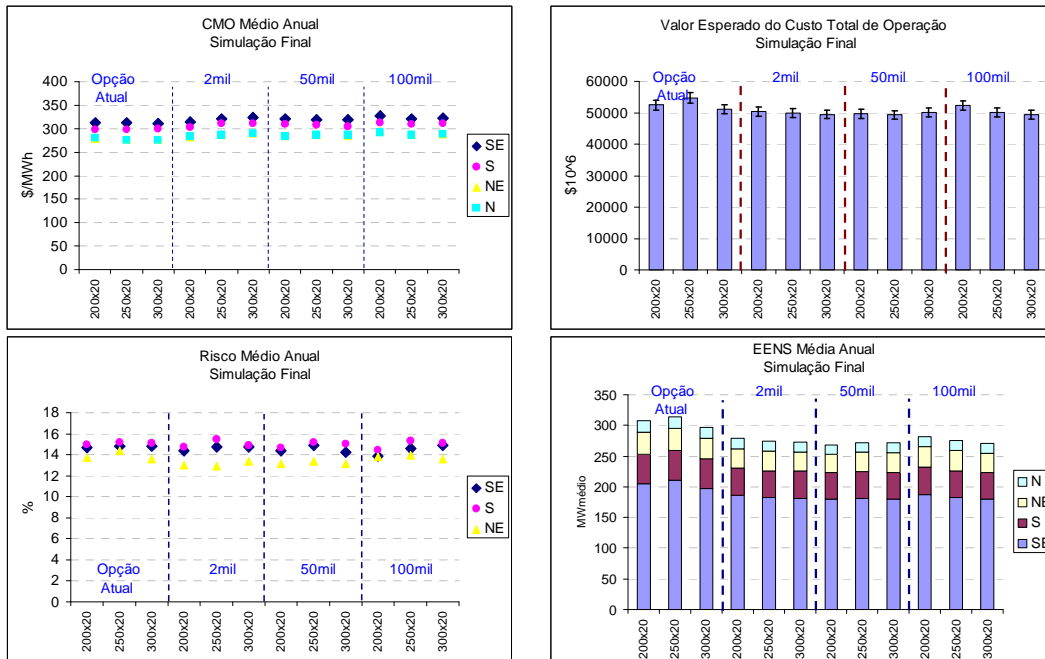 CMO Médio Anual
Simulação Final
Opção
Atual
2mil
50mil
100mil
400
350
300
250
200
150
100
50
0
$/MWh
SE
S
NE
N
200x20
250x20
300x20
200x20
250x20
300x20
200x20
250x20
300x20
200x20
250x20
300x20
Valor Esperado do Custo Total de Operação
Simulação Final
Opção
Atual
2mil
50mil
100mil
60000
50000
40000
30000
20000
10000
0
$10^6
200x20
250x20
300x20
200x20
250x20
300x20
200x20
250x20
300x20
200x20
250x20
300x20
Risco Médio Anual
Simulação Final
18
16
14
12
10
8
6
4
2
0
%
SE
S
NE
Opção
Atual
2mil
50mil
100mil
200x20
250x20
300x20
200x20
250x20
300x20
200x20
250x20
300x20
200x20
250x20
300x20
EENS Média Anual
Simulação Final
Opção
Atual
2mil
50mil
100mil
350
300
250
200
150
100
50
0
MWmédio
N
NE
S
SE
200x20
250x20
300x20
200x20
250x20
300x20
200x20
250x20
300x20
200x20
250x20
300x20